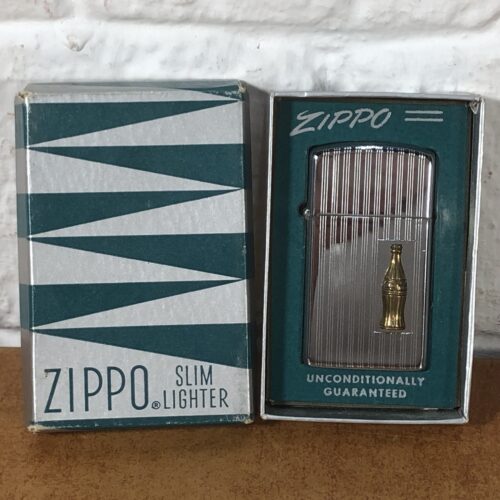 ZIPPO® SLIM
LIGHTER
ZIPPO
UNCONDITIONALLY
GUARANTEED